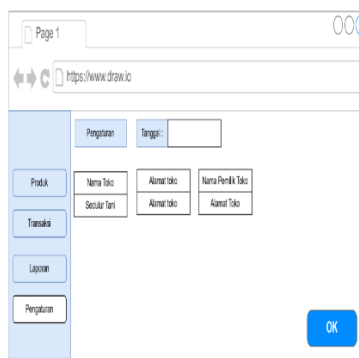 Page 1
https://www.draw.io
Pengaturan
Tanggal :
Produk
Transaksi
Laporan
Pengaturan
Nama Toko
Alamat toko
Nama Pemilik Toko
Sedulur Tani
Alamat toko
Alamat Toko
OK